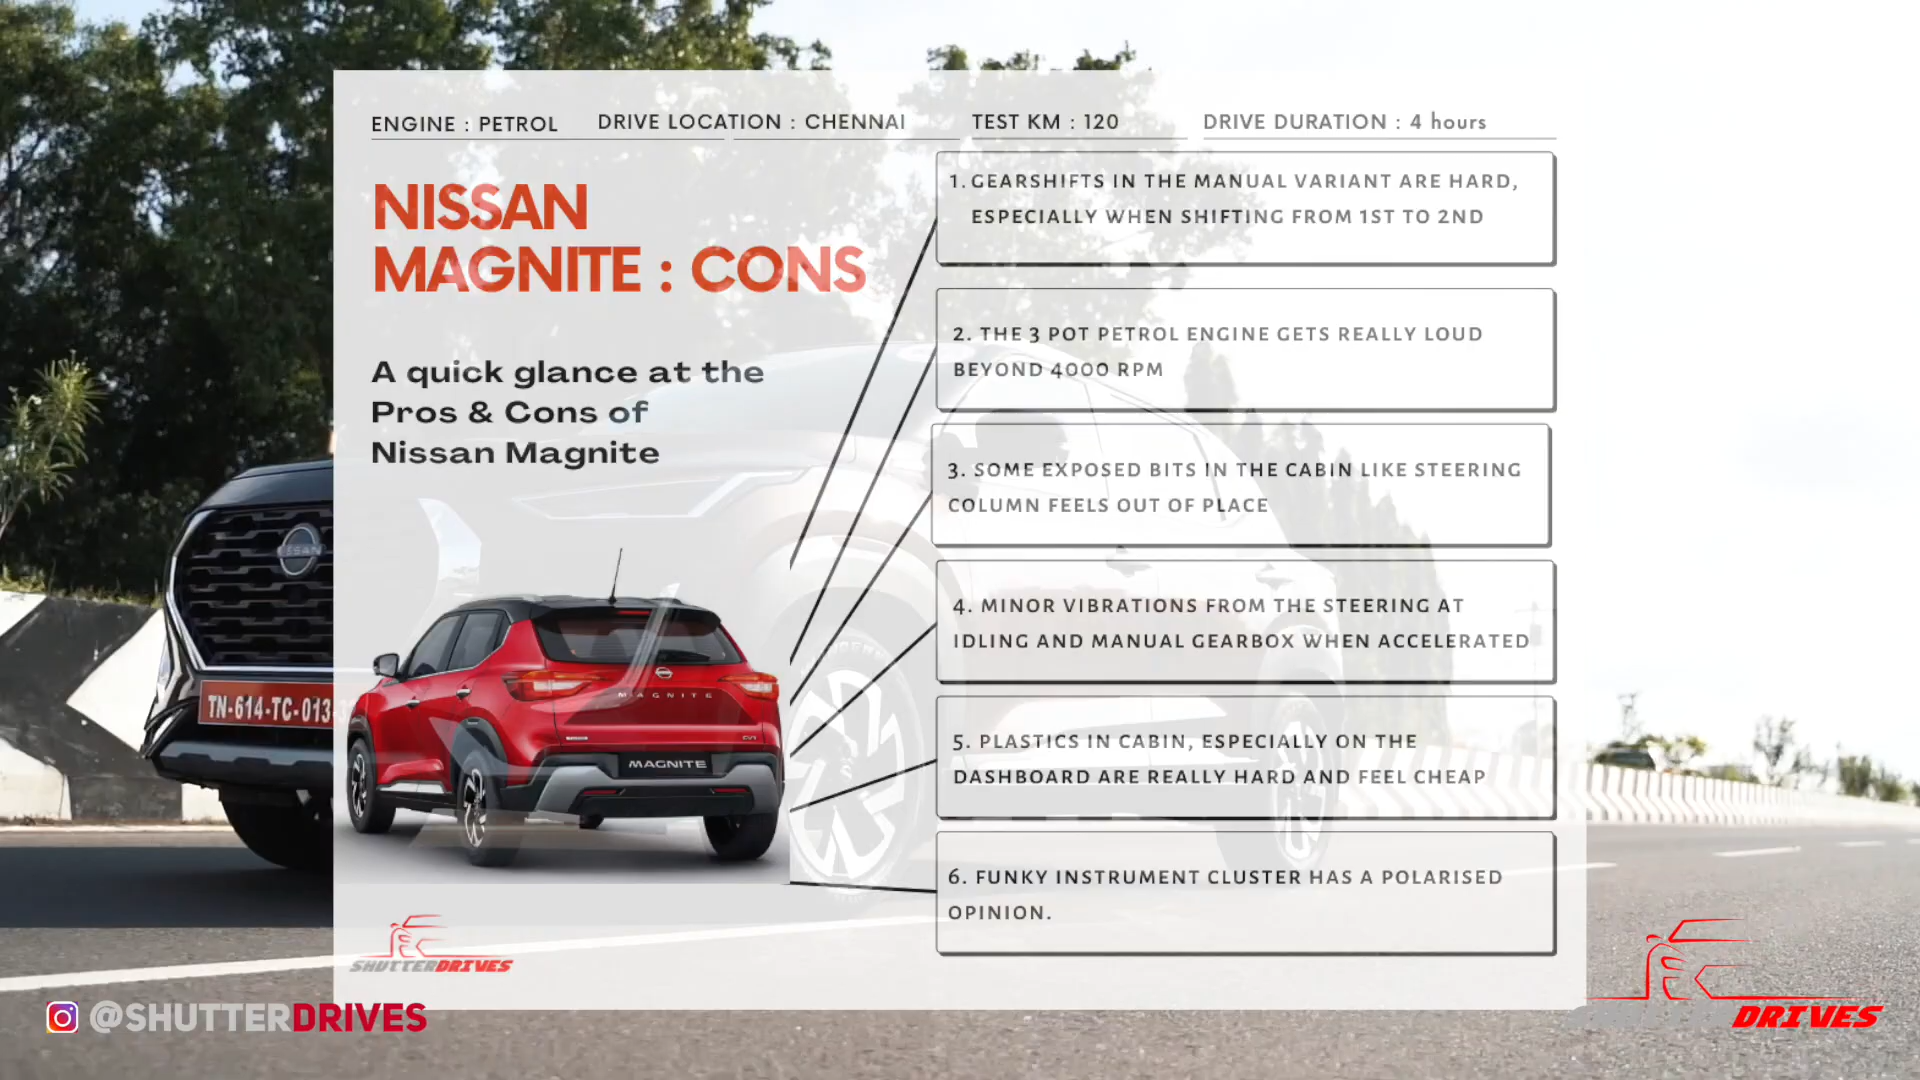 ENGINE : PETROL
DRIVE LOCATION : CHENNAI
TEST KM : 120
DRIVE DURATION : 4 hours
NISSAN
MAGNITE : CONS
A quick glance at the
Pros & Cons of
Nissan Magnite
1. GEARSHIFTS IN THE MANUAL VARIANT ARE HARD,
ESPECIALLY WHEN SHIFTING FROM 1ST TO 2ND
2. THE 3 POT PETROL ENGINE GETS REALLY LOUD
BEYOND 4000 RPM
3. SOME EXPOSED BITS IN THE CABIN LIKE STEERING
COLUMN FEELS OUT OF PLACE
4. MINOR VIBRATIONS FROM THE STEERING AT
IDLING AND MANUAL GEARBOX WHEN ACCELERATED
5. PLASTICS IN CABIN, ESPECIALLY ON THE
DASHBOARD ARE REALLY HARD AND FEEL CHEAP
6. FUNKY INSTRUMENT CLUSTER HAS A POLARISED
OPINION.
NISSAN
TN-614-TC-013
MAGNITE
MAGNITE
SHUTTERDRIVES
@SHUTTERDRIVES
DRIVES